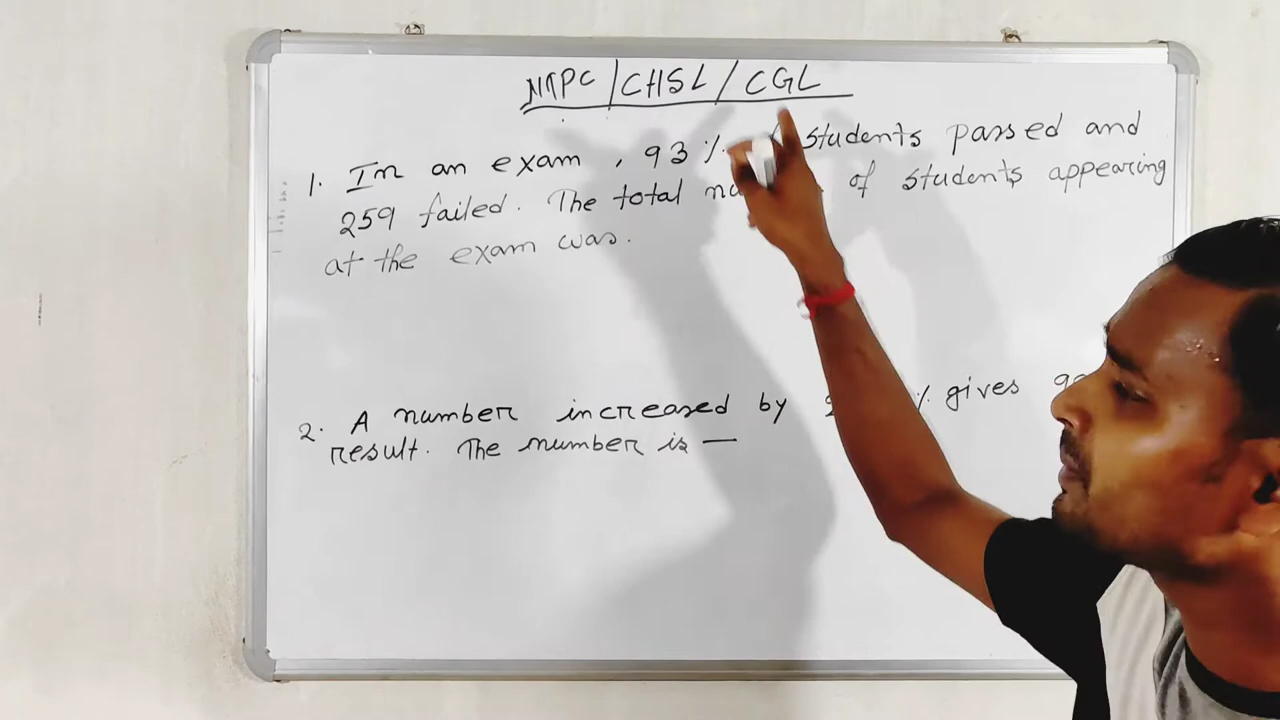 NTPC / CHSL / CGL
1. In an exam, 93% students passed and
259 failed. The total of students appearing
at the exam was.
2. A number increased by % gives
result. The number is —